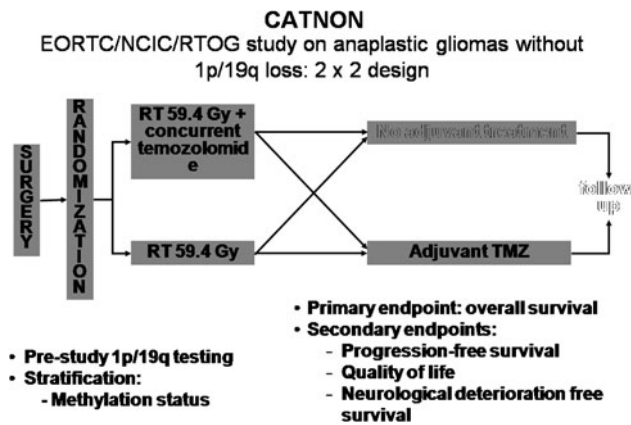 CATNON
EORTC/NCIC/RTOG study on anaplastic gliomas without
1p/19q loss: 2 x 2 design
SURGERY
RANDOMIZATION
RT 59.4 Gy +
concurrent
temozolomid
e
RT 59.4 Gy
No adjuvant treatment
Adjuvant TMZ
follow
up
• Pre-study 1p/19q testing
• Stratification:
- Methylation status
• Primary endpoint: overall survival
• Secondary endpoints:
- Progression-free survival
- Quality of life
- Neurological deterioration free
survival